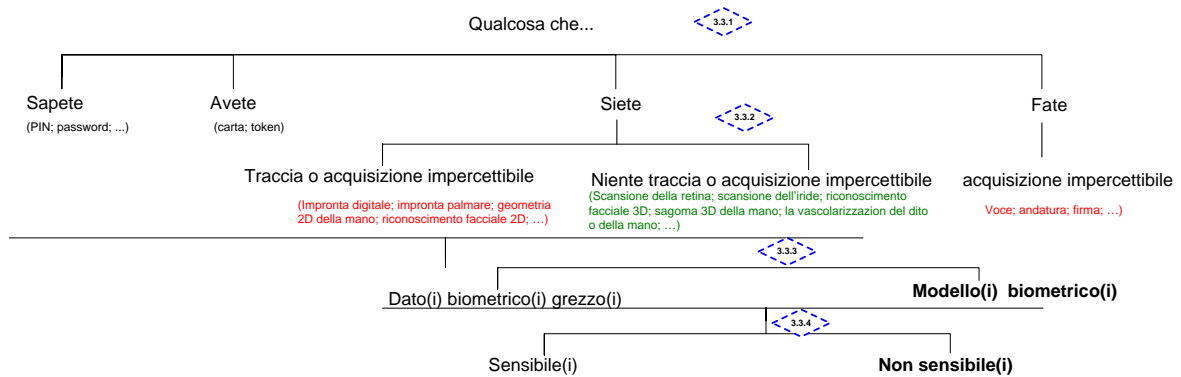 Qualcosa che...
3.3.1
Sapete
Avete
Siete
Fate
(PIN; password; ...)
(carta; token)
3.3.2
Traccia o acquisizione impercettibile
Niente traccia o acquisizione impercettibile
acquisizione impercettibile
(Impronta digitale; impronta palmare; geometria
2D della mano; riconoscimento facciale 2D; …)
(Scansione della retina; scansione dell'iride; riconoscimento
facciale 3D; sagoma 3D della mano; la vascolarizzazion del dito
o della mano; …)
Voce; andatura; firma; …)
3.3.3
Dato(i) biometrico(i) grezzo(i)
Modello(i) biometrico(i)
3.3.4
Sensibile(i)
Non sensibile(i)